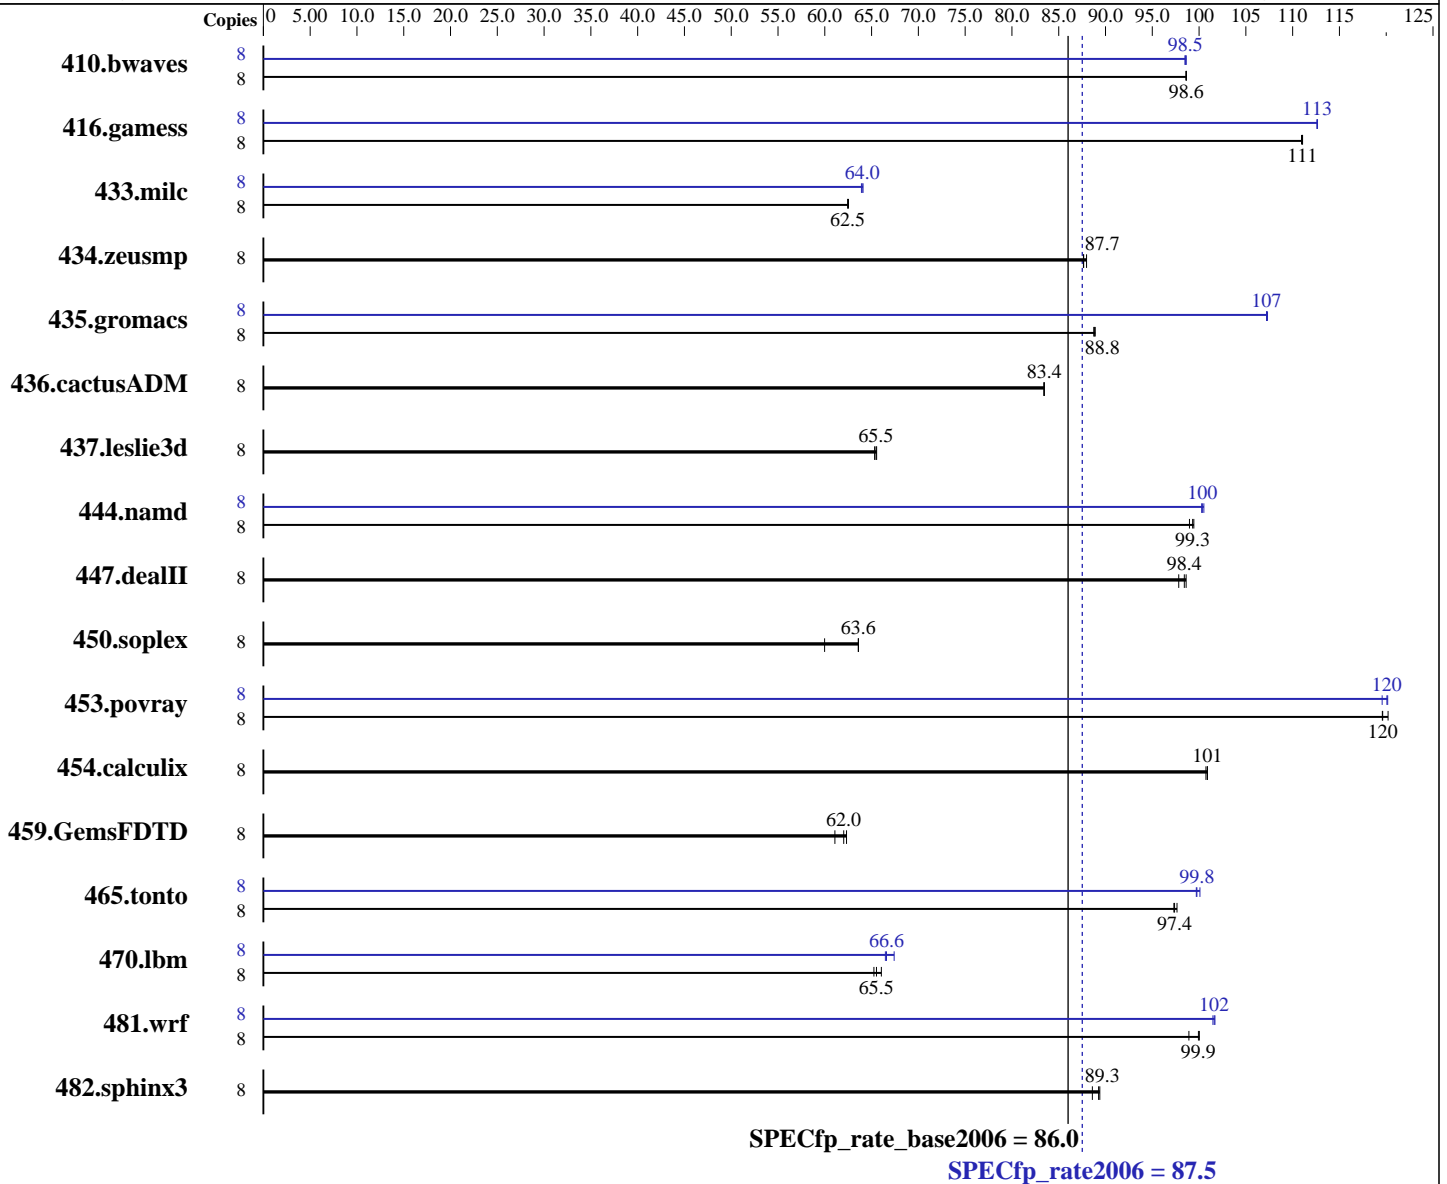 Copies 0 5.00 10.0 15.0 20.0 25.0 30.0 35.0 40.0 45.0 50.0 55.0 60.0 65.0 70.0 75.0 80.0 85.0 90.0 95.0 100 105 110 115 125
410.bwaves 8 98.5
8 98.6
416.gamess 8 113
8 111
433.milc 8 64.0
8 62.5
434.zeusmp 8 87.7
435.gromacs 8 107
8 88.8
436.cactusADM 8 83.4
437.leslie3d 8 65.5
444.namd 8 100
8 99.3
447.dealII 8 98.4
450.soplex 8 63.6
453.povray 8 120
8 120
454.calculix 8 101
459.GemsFDTD 8 62.0
465.tonto 8 99.8
8 97.4
470.lbm 8 66.6
8 65.5
481.wrf 8 102
8 99.9
482.sphinx3 8 89.3
SPECfp_rate_base2006 = 86.0
SPECfp_rate2006 = 87.5